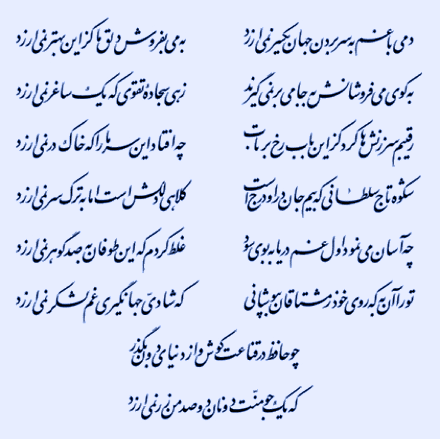 دمی با غم به سر بردن جهان یکسر نمی ارزد به می بفروش دلق ما کزاین بهتر نمی ارزد
به کوی می فروشانش به جامی بر نمی گیرند زهی سجادهٔ تقوی که یک ساغر نمی ارزد
رقیبم سرزنش ها کرد کز این باب رخ برتاب چه افتاد این سر ما را که خاک در نمی ارزد
شکوه تاج سلطانی که بیم جان در او درج است کلاهی دلکش است اما به ترک سر نمی ارزد
چه آسان می نمود اول غم دریا به بوی سود غلط کردم که این طوفان به صد گوهر نمی ارزد
تو را آن به که روی خود ز مشتاقان بپوشانی که شادیّ جهانگیری غم لشکر نمی ارزد
چو حافظ در قناعت کوش و از دنیای دون بگذر
که یک جو منّت دونان دو صد من زر نمی ارزد